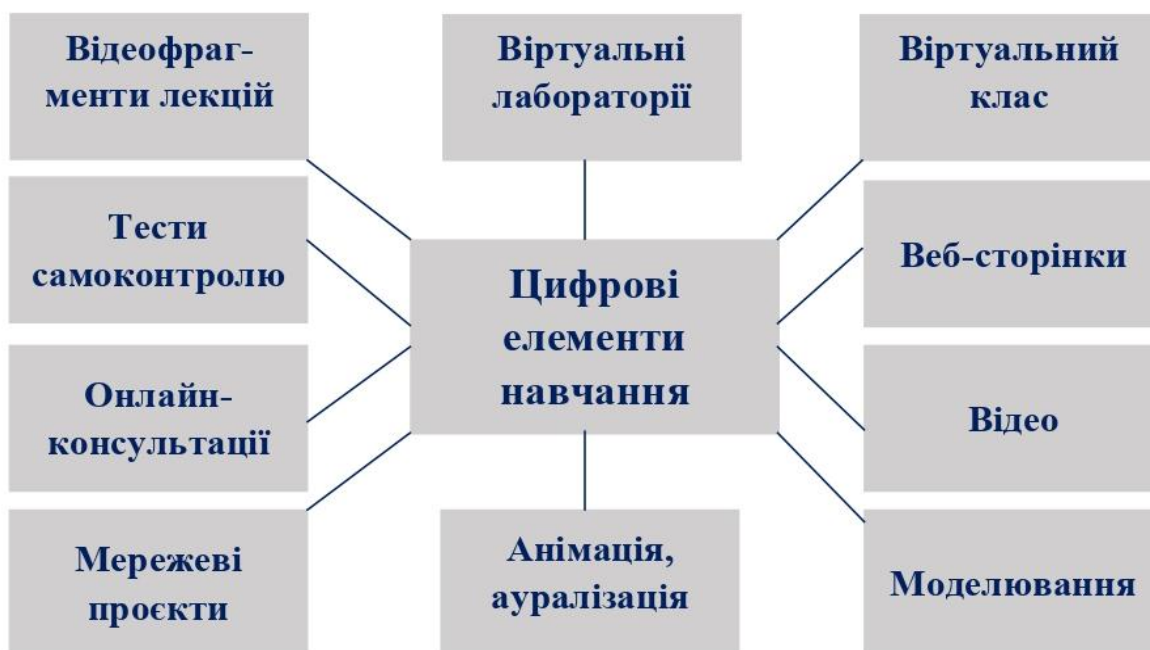 Відеофраг-
менти лекцій
Віртуальні
лабораторії
Віртуальний
клас
Тести
самоконтролю
Веб-сторінки
Цифрові
елементи
навчання
Онлайн-
консультації
Відео
Мережеві
проєкти
Анімація,
ауралізація
Моделювання